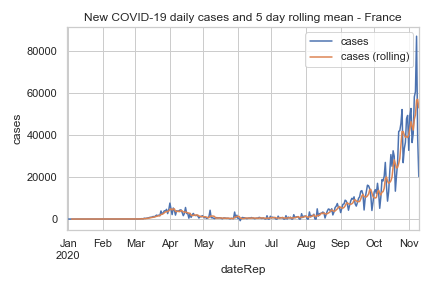 New COVID-19 daily cases and 5 day rolling mean - France
cases
cases (rolling)
80000
60000
40000
20000
0
cases
Jan Feb Mar Apr May Jun Jul Aug Sep Oct Nov
2020
dateRep